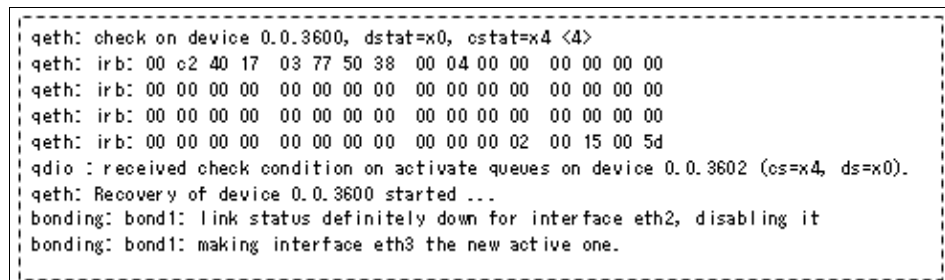 qeth: check on device 0.0.3600, dstat=x0, cstat=x4 <4>
qeth: irb: 00 c2 40 17 03 77 50 38 00 04 00 00 00 00 00 00
qeth: irb: 00 00 00 00 00 00 00 00 00 00 00 00 00 00 00 00
qeth: irb: 00 00 00 00 00 00 00 00 00 00 00 00 00 00 00 00
qeth: irb: 00 00 00 00 00 00 00 00 00 00 00 02 00 15 00 5d
qdio : received check condition on activate queues on device 0.0.3602 (cs=x4, ds=x0).
qeth: Recovery of device 0.0.3600 started ...
bonding: bond1: link status definitely down for interface eth2, disabling it
bonding: bond1: making interface eth3 the new active one.